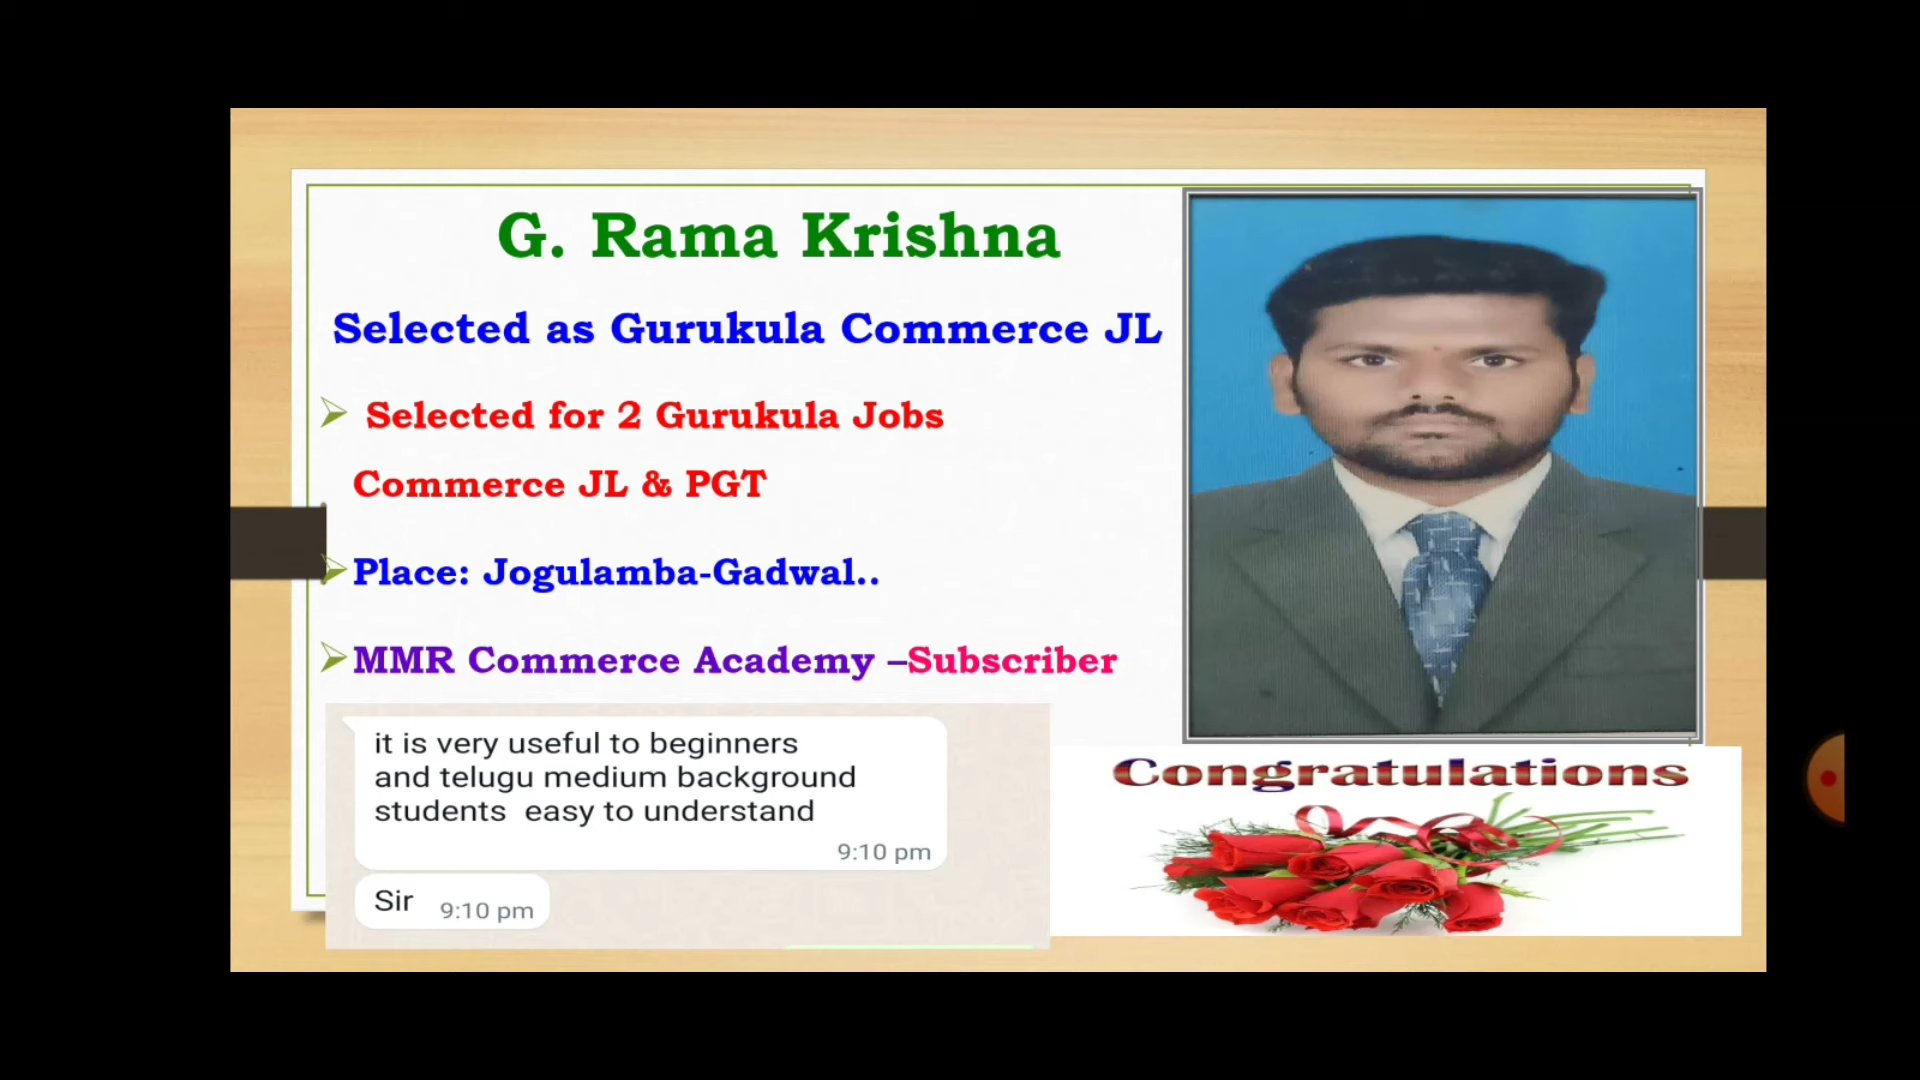 G. Rama Krishna
Selected as Gurukula Commerce JL
Selected for 2 Gurukula Jobs
Commerce JL & PGT
Place: Jogulamba-Gadwal..
MMR Commerce Academy –Subscriber
it is very useful to beginners
and telugu medium background
students easy to understand
9:10 pm
Sir 9:10 pm
Congratulations